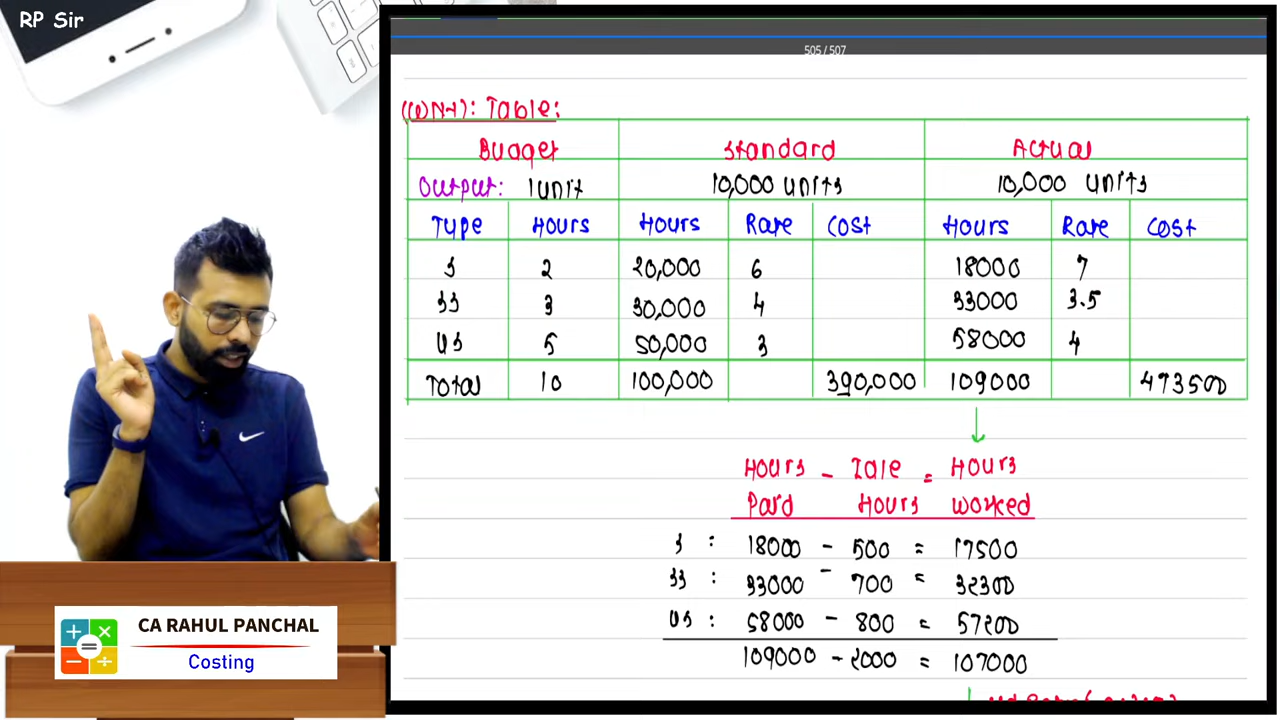 RP Sir
505 / 507
(WN-1): Table:
Budget Standard Actual
Output: 1unit 10,000 units 10,000 units
Type Hours Hours Rate Cost Hours Rate Cost
S 2 20,000 6 18000 7
SS 3 30,000 4 33000 3.5
US 5 50,000 3 58000 4
Total 10 100,000 390,000 109000 473500
Hours - Idle = Hours
Paid Hours worked
S : 18000 - 500 = 17500
SS : 33000 - 700 = 32300
US : 58000 - 800 = 57200
109000 - 2000 = 107000
CA RAHUL PANCHAL
Costing